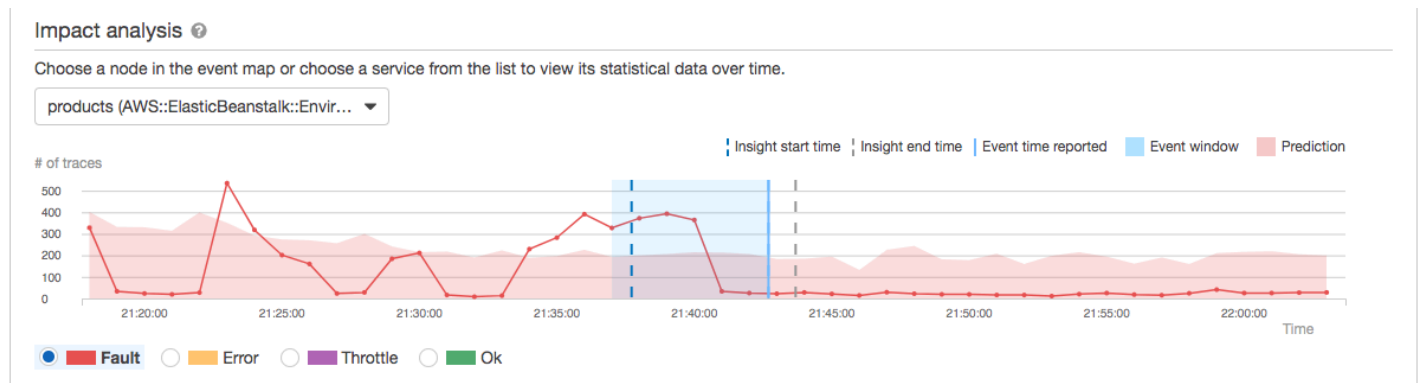 Impact analysis ?
Choose a node in the event map or choose a service from the list to view its statistical data over time.
products (AWS::ElasticBeanstalk::Envir...
Insight start time Insight end time Event time reported Event window Prediction
# of traces
500
400
300
200
100
0
21:20:00 21:25:00 21:30:00 21:35:00 21:40:00 21:45:00 21:50:00 21:55:00 22:00:00
Time
Fault Error Throttle Ok